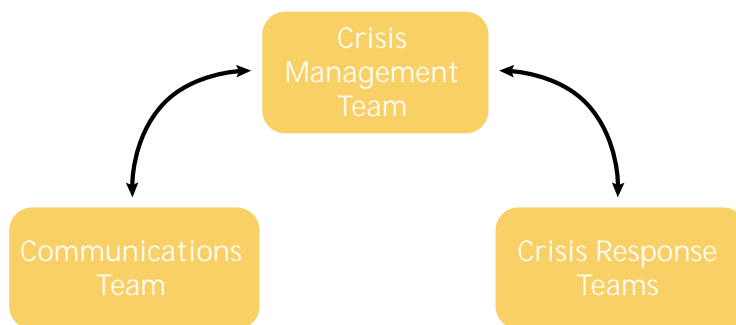 Crisis
Management
Team
Communications
Team
Crisis Response
Teams